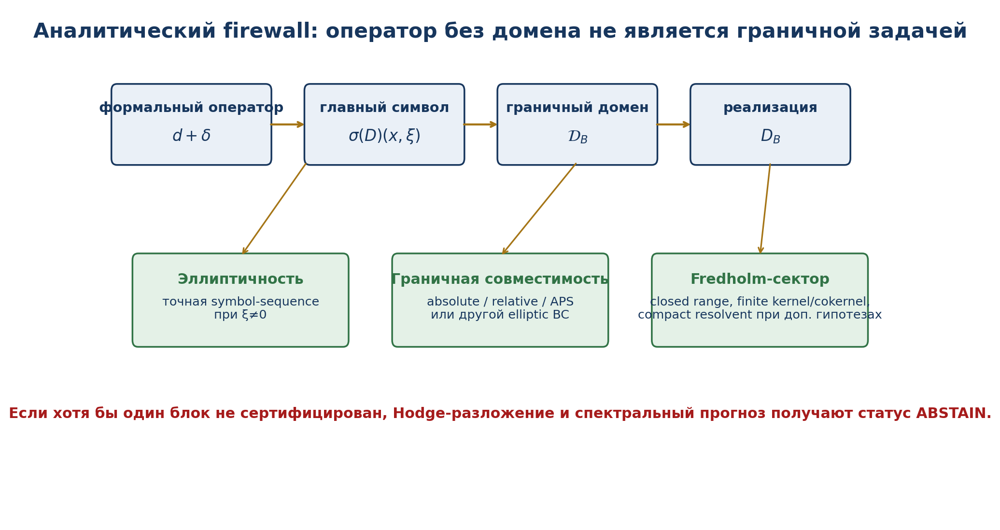 Аналитический firewall: оператор без домена не является граничной задачей
формальный оператор
d + δ
главный символ
σ(D)(x, ξ)
граничный домен
𝒟_B
реализация
D_B
Эллиптичность
точная symbol-sequence
при ξ≠0
Граничная совместимость
absolute / relative / APS
или другой elliptic BC
Fredholm-сектор
closed range, finite kernel/cokernel,
compact resolvent при доп. гипотезах
Если хотя бы один блок не сертифицирован, Hodge-разложение и спектральный прогноз получают статус ABSTAIN.